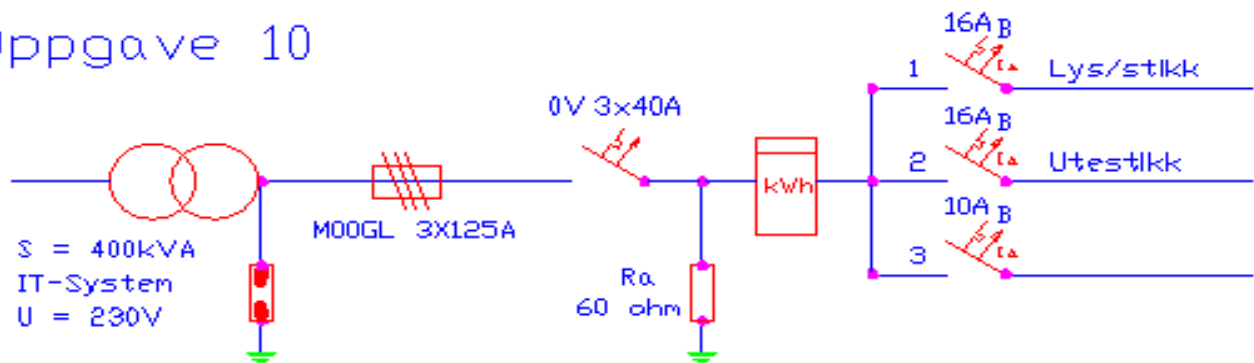 Oppgave 10
16A B
1 Lys/stikk
0V 3x40A
16A B
2 Utestikk
kWh
M00GL 3X125A
10A B
3
S = 400kVA
IT-System
U = 230V
Ra
60 ohm